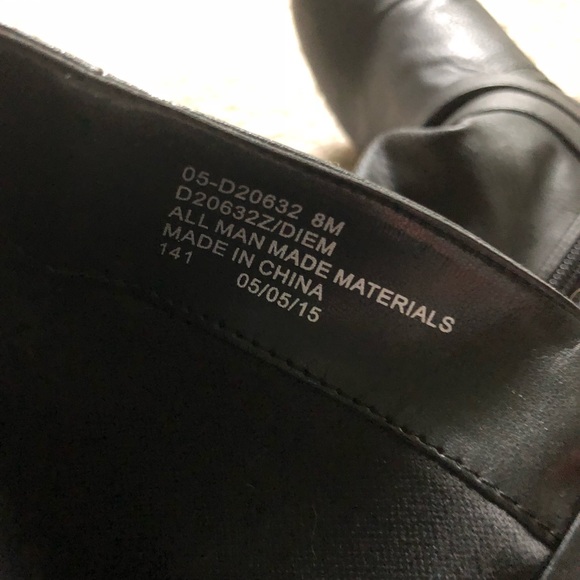 05-D20632 8M
D20632Z/DIEM
ALL MAN MADE MATERIALS
MADE IN CHINA
141 05/05/15